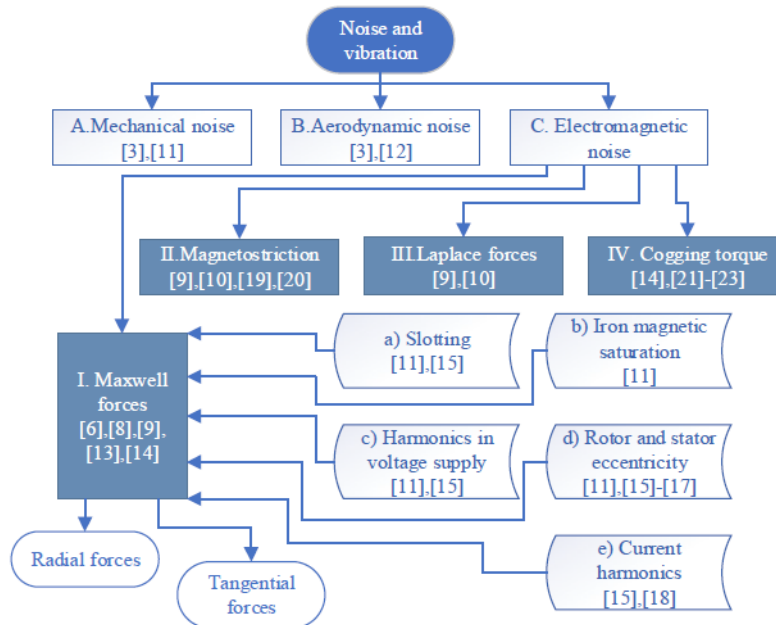 Noise and
vibration
A.Mechanical noise
[3],[11]
B.Aerodynamic noise
[3],[12]
C. Electromagnetic
noise
II.Magnetostriction
[9],[10],[19],[20]
III.Laplace forces
[9],[10]
IV. Cogging torque
[14],[21]-[23]
I. Maxwell
forces
[6],[8],[9],
[13],[14]
a) Slotting
[11],[15]
b) Iron magnetic
saturation
[11]
c) Harmonics in
voltage supply
[11],[15]
d) Rotor and stator
eccentricity
[11],[15]-[17]
e) Current
harmonics
[15],[18]
Radial forces
Tangential
forces